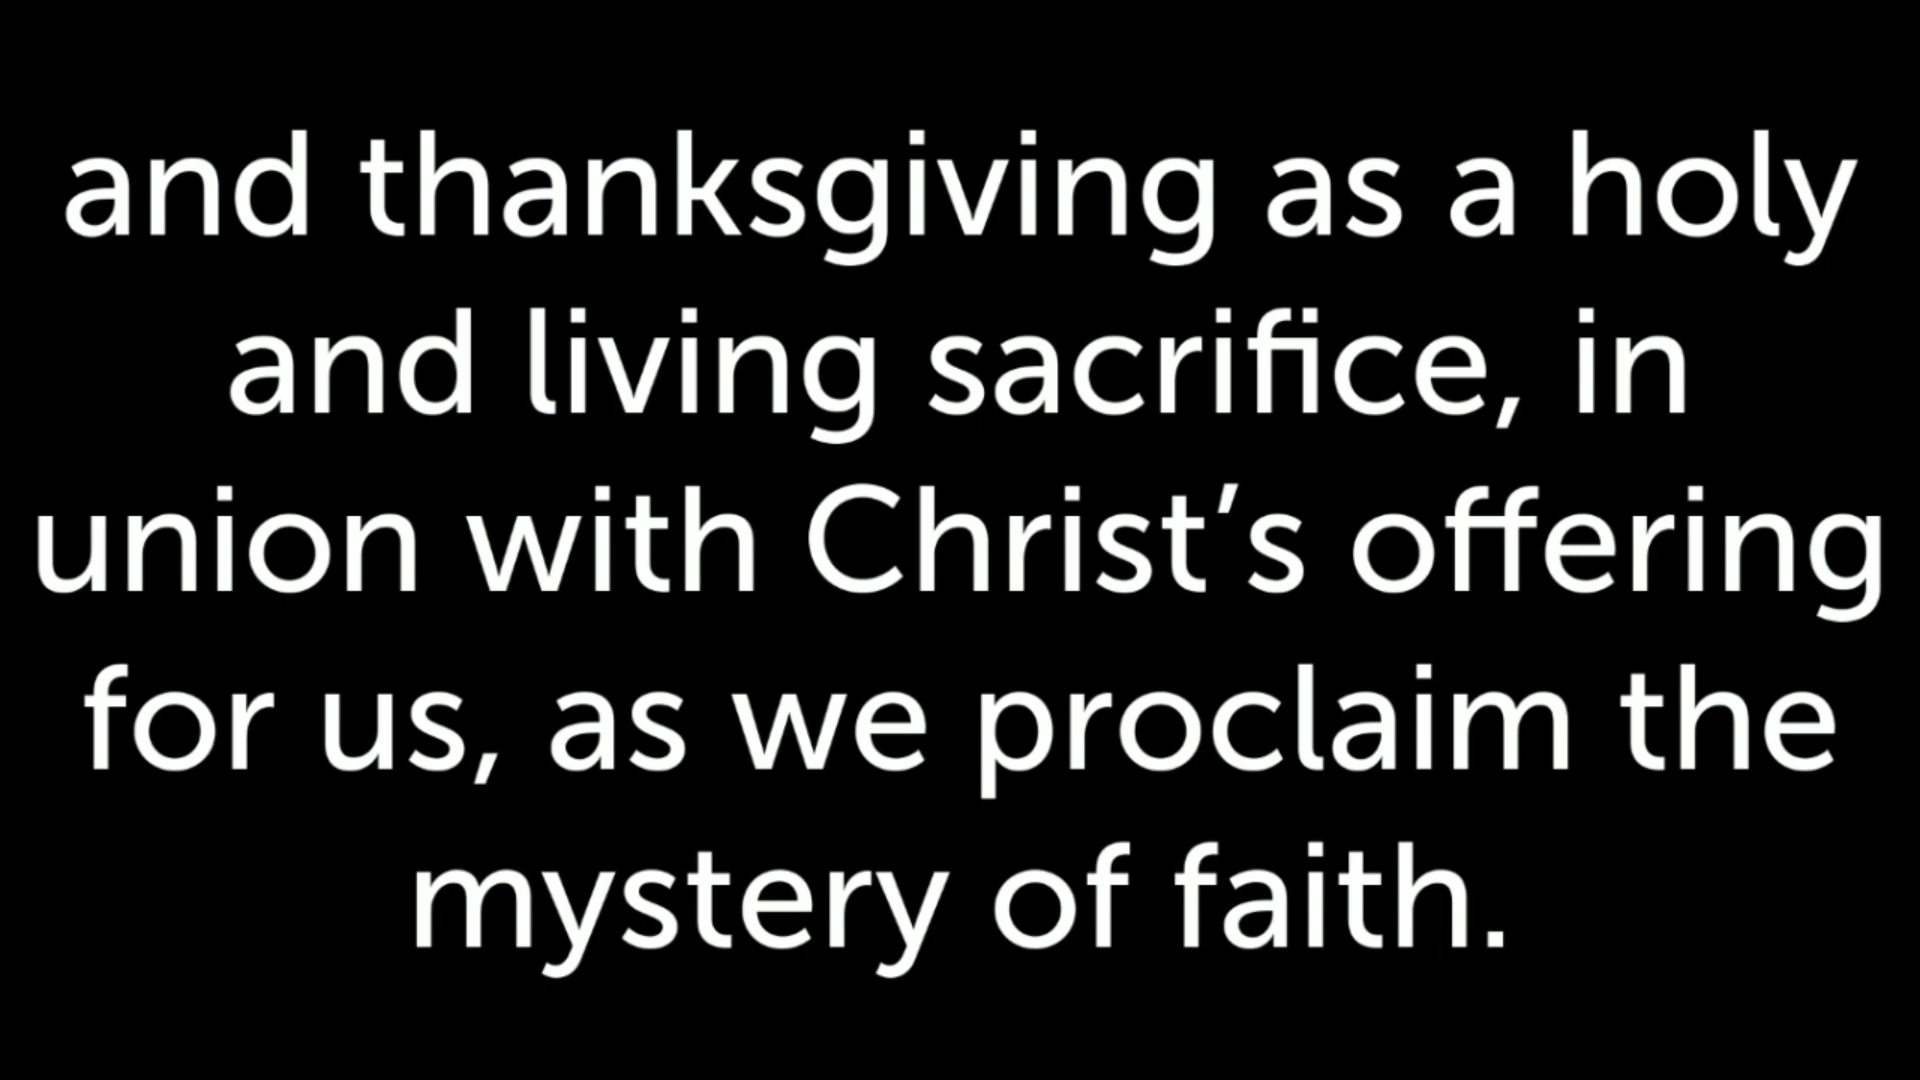 and thanksgiving as a holy
and living sacrifice, in
union with Christ’s offering
for us, as we proclaim the
mystery of faith.